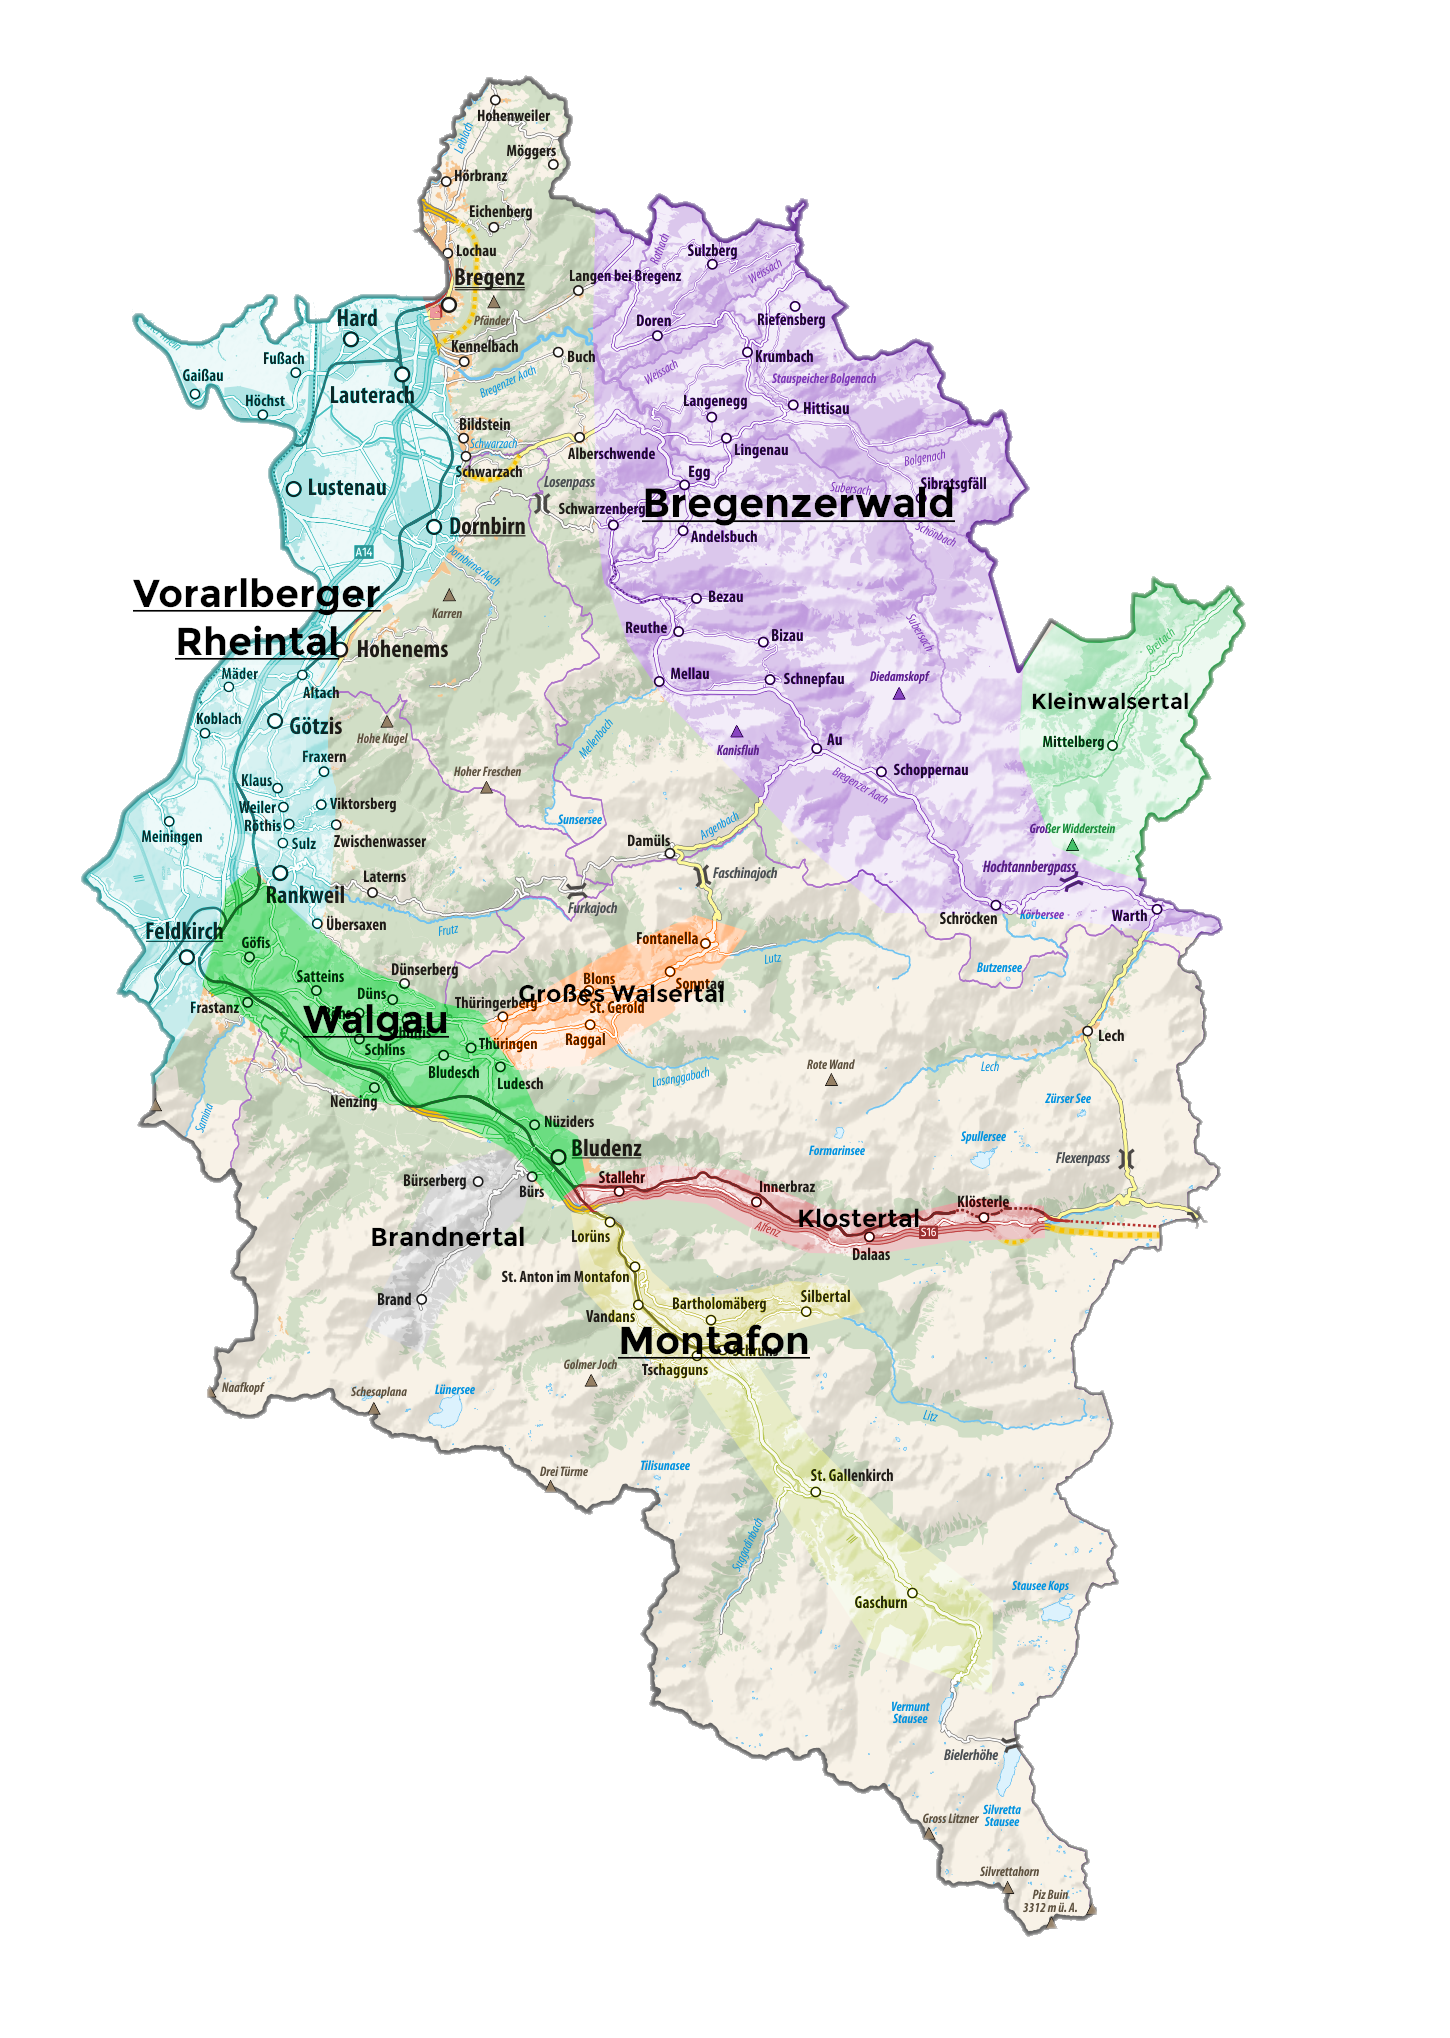 Hohenweiler
Leiblach
Möggers
Hörbranz
Eichenberg
Lochau
Bregenz
Langen bei Bregenz
Pfänder
Rothach
Sulzberg
Weissach
Hard
Doren
Riefensberg
Kennelbach
Buch
Krumbach
Fußach
Gaißau
Bregenzer Aach
Weissach
Stauspeicher Bolgenach
Lauterach
Höchst
Langenegg
Hittisau
Bildstein
Schwarzach
Alberschwende
Lingenau
Schwarzach
Bolgenach
Egg
Losenpass
Lustenau
Subersach
Sibratsgfäll
Bregenzerwald
Schwarzenberg
Dornbirn
Andelsbuch
Schönbach
A14
Dornbirner Aach
Vorarlberger
Rheintal
Karren
Bezau
Reuthe
Bizau
Subersach
Breitach
Hohenems
Mäder
Altach
Mellau
Schnepfau
Diedamskopf
Kleinwalsertal
Koblach
Götzis
Hohe Kugel
Mellenbach
Kanisfluh
Au
Mittelberg
Fraxern
Klaus
Hoher Freschen
Schoppernau
Bregenzer Aach
Weiler
Viktorsberg
Röthis
Sunsersee
Argenbach
Großer Widderstein
Meiningen
Sulz
Zwischenwasser
Damüls
Faschinajoch
Hochtannbergpass
Laterns
Rankweil
Furkajoch
Schröcken
Körbersee
Warth
Feldkirch
Übersaxen
Frutz
Göfis
Fontanella
Lutz
Butzensee
Satteins
Dünserberg
Blons
Sonntag
Düns
Großes Walsertal
Frastanz
Thüringerberg
St. Gerold
Walgau
Schlins
Thüringen
Raggal
Lech
Bludesch
Ludesch
Lasanggabach
Rote Wand
Lech
Nenzing
Samina
Zürser See
Nüziders
Formarinsee
Spullersee
Bludenz
Flexenpass
Bürserberg
Bürs
Stallehr
Innerbraz
Klösterle
Klostertal
Brandnertal
Lorüns
Alfenz
S16
Dalaas
St. Anton im Montafon
Brand
Vandans
Bartholomäberg
Silbertal
Montafon
Schruns
Tschagguns
Golmer Joch
Naafkopf
Schesaplana
Lünersee
Litz
Drei Türme
Tilisunasee
St. Gallenkirch
Suggadinbach
Gaschurn
Stausee Kops
Vermunt
Stausee
Bielerhöhe
Silvretta
Stausee
Gross Litzner
Silvrettahorn
Piz Buin
3312 m ü. A.